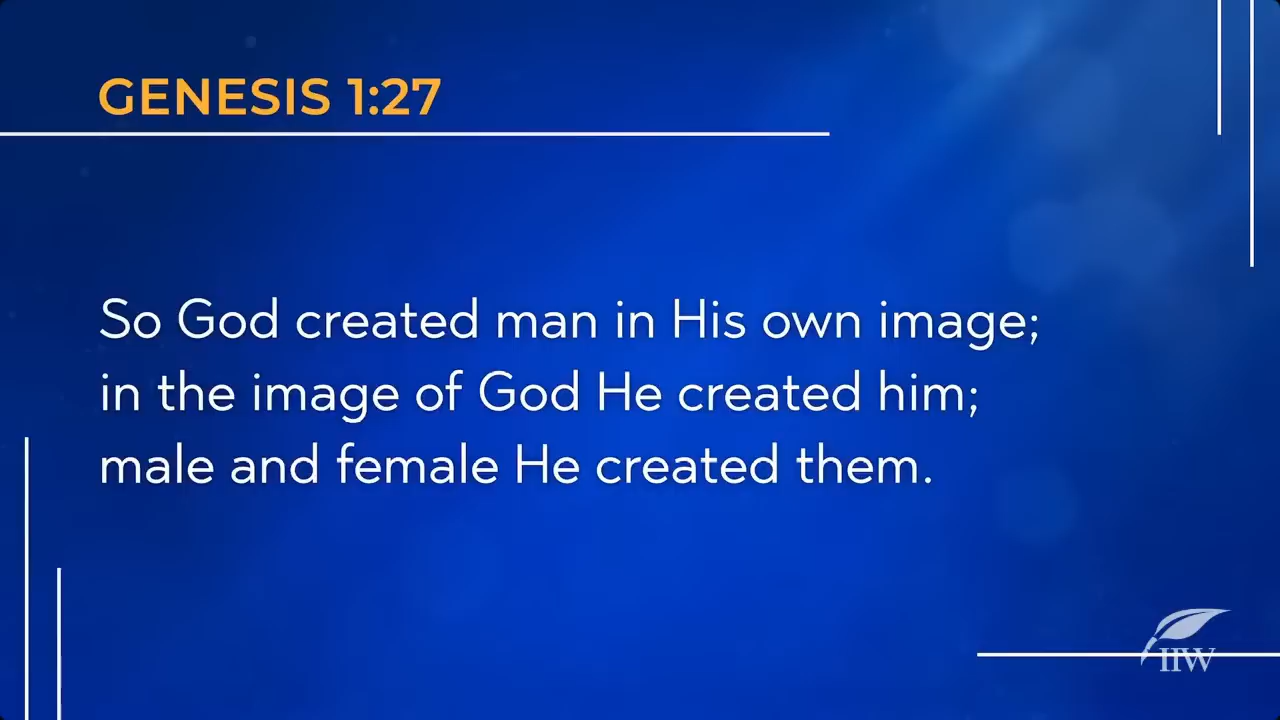 GENESIS 1:27
So God created man in His own image;
in the image of God He created him;
male and female He created them.
IIW